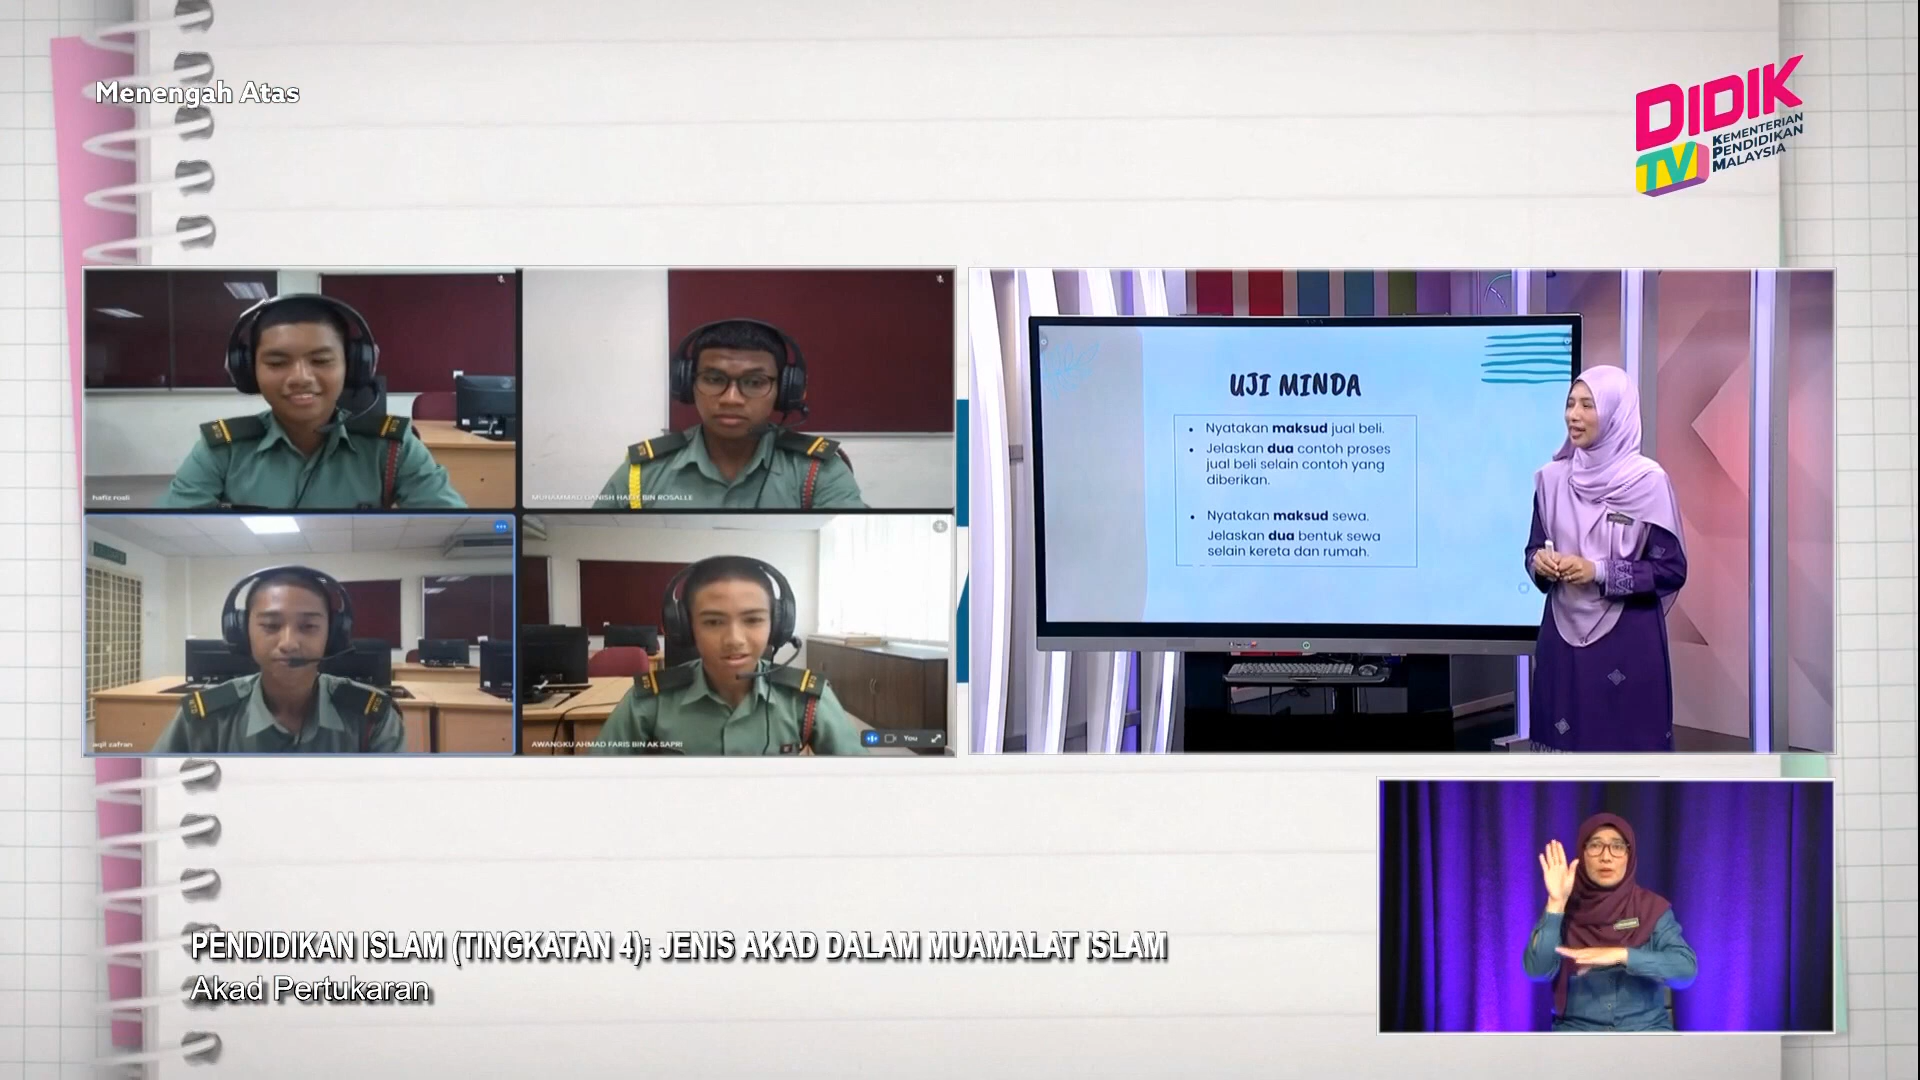 Menengah Atas
DIDIK
TV
KEMENTERIAN
PENDIDIKAN
MALAYSIA
hafiz rosli
MUHAMMAD DANISH HAZIC BIN ROSALLE
aqil zafran
AWANGKU AHMAD FARIS BIN AK SAPRI
You
UJI MINDA
• Nyatakan maksud jual beli.
• Jelaskan dua contoh proses
jual beli selain contoh yang
diberikan.
• Nyatakan maksud sewa.
Jelaskan dua bentuk sewa
selain kereta dan rumah.
PENDIDIKAN ISLAM (TINGKATAN 4): JENIS AKAD DALAM MUAMALAT ISLAM
Akad Pertukaran